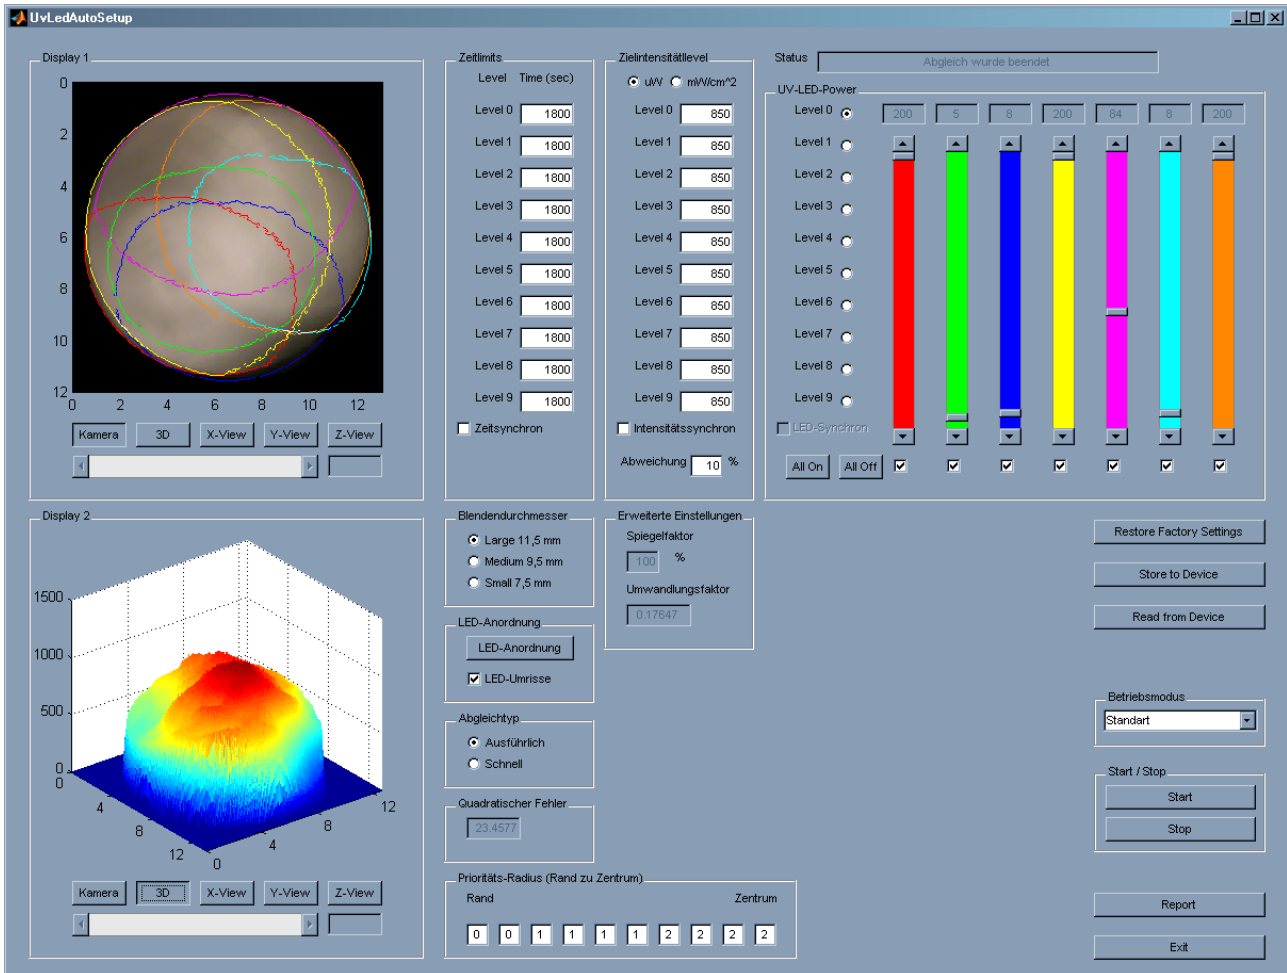 UvLedAutoSetup
Display 1
0
2
4
6
8
10
12
0 2 4 6 8 10 12
Kamera 3D X-View Y-View Z-View
Zeitlimits
Level Time (sec)
Level 0 1800
Level 1 1800
Level 2 1800
Level 3 1800
Level 4 1800
Level 5 1800
Level 6 1800
Level 7 1800
Level 8 1800
Level 9 1800
Zeitsynchron
Zielintensitätllevel
uW mW/cm^2
Level 0 850
Level 1 850
Level 2 850
Level 3 850
Level 4 850
Level 5 850
Level 6 850
Level 7 850
Level 8 850
Level 9 850
Intensitätssynchron
Abweichung 10 %
Status Abgleich wurde beendet
UV-LED-Power
Level 0 200 5 8 200 84 8 200
Level 1
Level 2
Level 3
Level 4
Level 5
Level 6
Level 7
Level 8
Level 9
LED-Synchron
All On All Off
Display 2
1500
1000
500
0
0
4
8
12
0
4
8
12
Kamera 3D X-View Y-View Z-View
Blendendurchmesser
Large 11,5 mm
Medium 9,5 mm
Small 7,5 mm
LED-Anordnung
LED-Anordnung
LED-Umrisse
Abgleichtyp
Ausführlich
Schnell
Quadratischer Fehler
23.4577
Erweiterte Einstellungen
Spiegelfaktor
100 %
Umwandlungsfaktor
0.17647
Prioritäts-Radius (Rand zu Zentrum)
Rand Zentrum
0 0 1 1 1 1 2 2 2 2
Restore Factory Settings
Store to Device
Read from Device
Betriebsmodus
Standart
Start / Stop
Start
Stop
Report
Exit